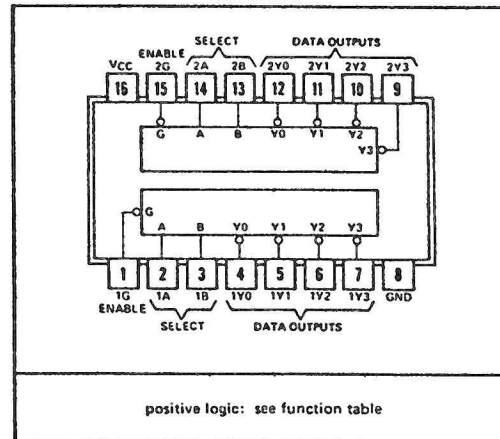 SELECT DATA OUTPUTS
ENABLE
VCC 2G 2A 2B 2Y0 2Y1 2Y2 2Y3
16 15 14 13 12 11 10 9
G A B Y0 Y1 Y2
Y3
G
A B Y0 Y1 Y2 Y3
1 2 3 4 5 6 7 8
1G 1A 1B 1Y0 1Y1 1Y2 1Y3 GND
ENABLE
SELECT DATA OUTPUTS
positive logic: see function table